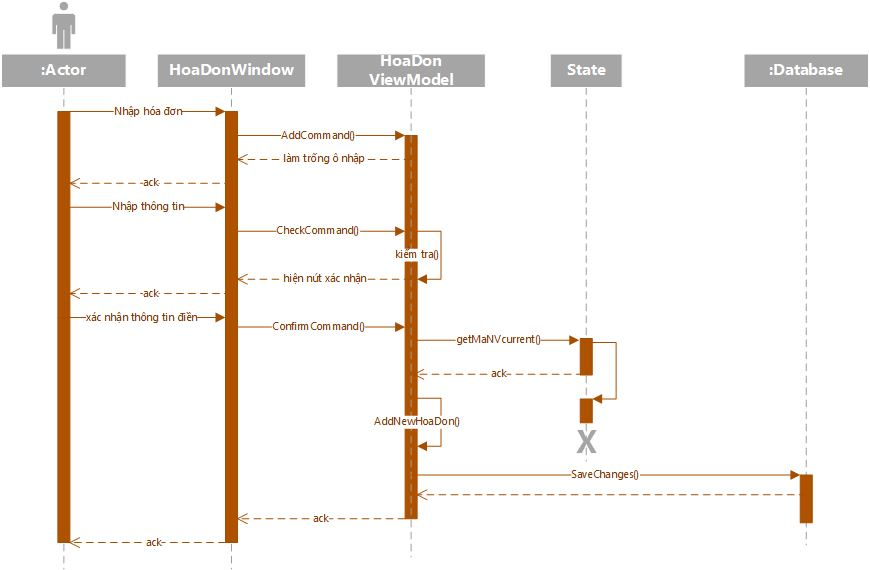 :Actor
HoaDonWindow
HoaDon
ViewModel
State
:Database
Nhập hóa đơn
AddCommand()
làm trống ô nhập
ack
Nhập thông tin
CheckCommand()
kiểm tra()
hiện nút xác nhận
ack
xác nhận thông tin điền
ConfirmCommand()
getMaNVcurrent()
ack
AddNewHoaDon()
X
SaveChanges()
ack
ack